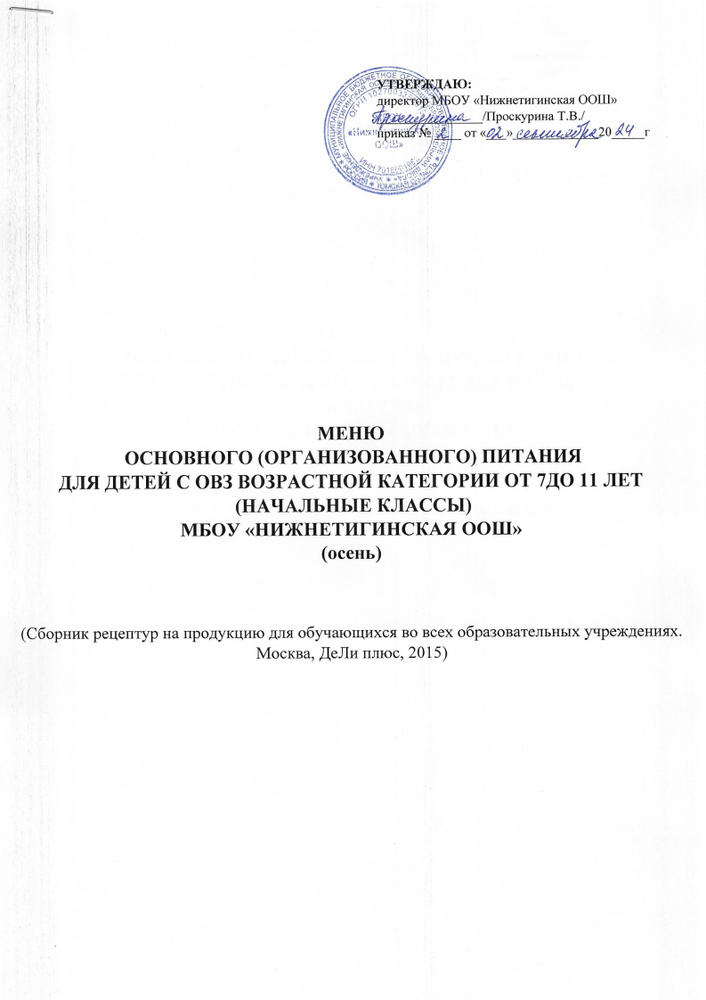 УТВЕРЖДАЮ:
директор МБОУ «Нижнетигинская ООШ»
Проскурина /Проскурина Т.В./
приказ № 2 от «02» сентября 2024 г
МЕНЮ
ОСНОВНОГО (ОРГАНИЗОВАННОГО) ПИТАНИЯ
ДЛЯ ДЕТЕЙ С ОВЗ ВОЗРАСТНОЙ КАТЕГОРИИ ОТ 7ДО 11 ЛЕТ
(НАЧАЛЬНЫЕ КЛАССЫ)
МБОУ «НИЖНЕТИГИНСКАЯ ООШ»
(осень)
(Сборник рецептур на продукцию для обучающихся во всех образовательных учреждениях.
Москва, ДеЛи плюс, 2015)